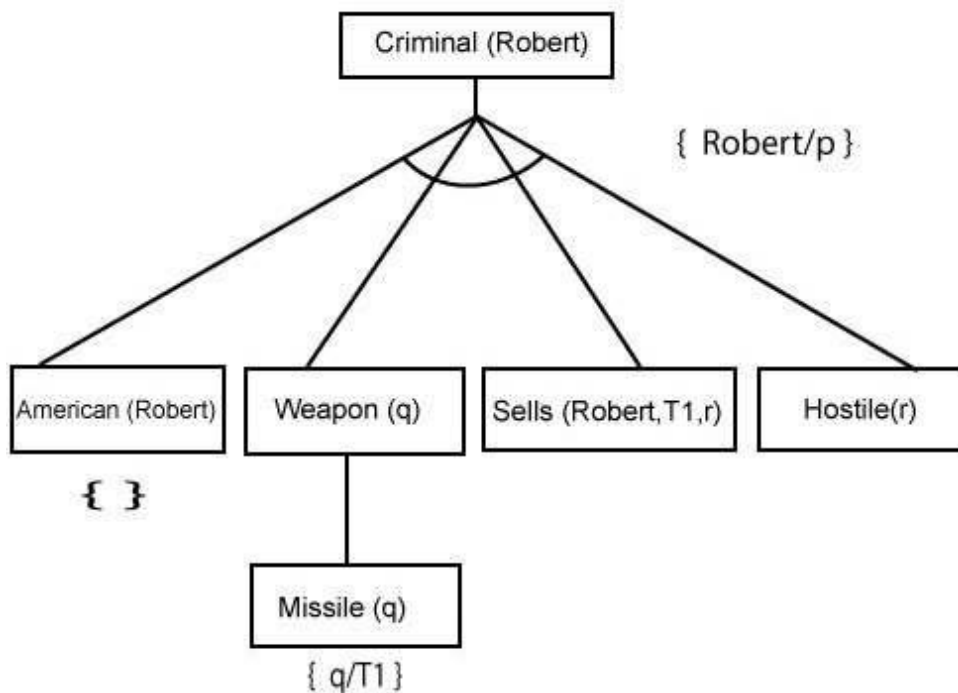 Criminal (Robert)
{ Robert/p }
American (Robert)
Weapon (q)
Sells (Robert,T1,r)
Hostile(r)
{ }
Missile (q)
{ q/T1 }